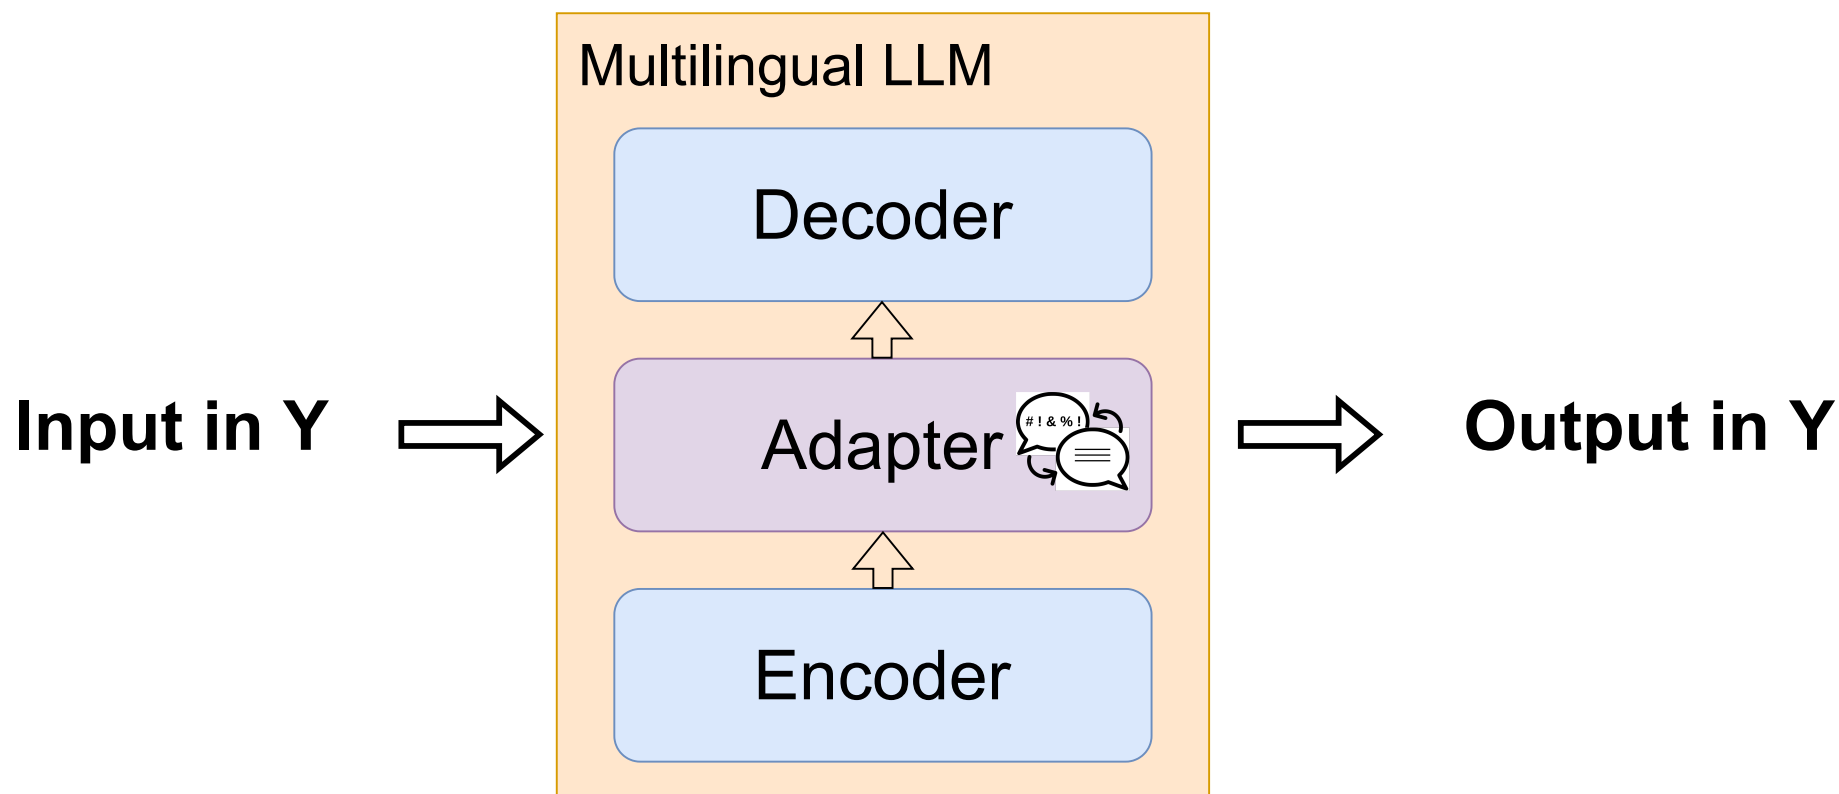 Multilingual LLM
Decoder
Input in Y
Adapter
# ! & % !
Output in Y
Encoder